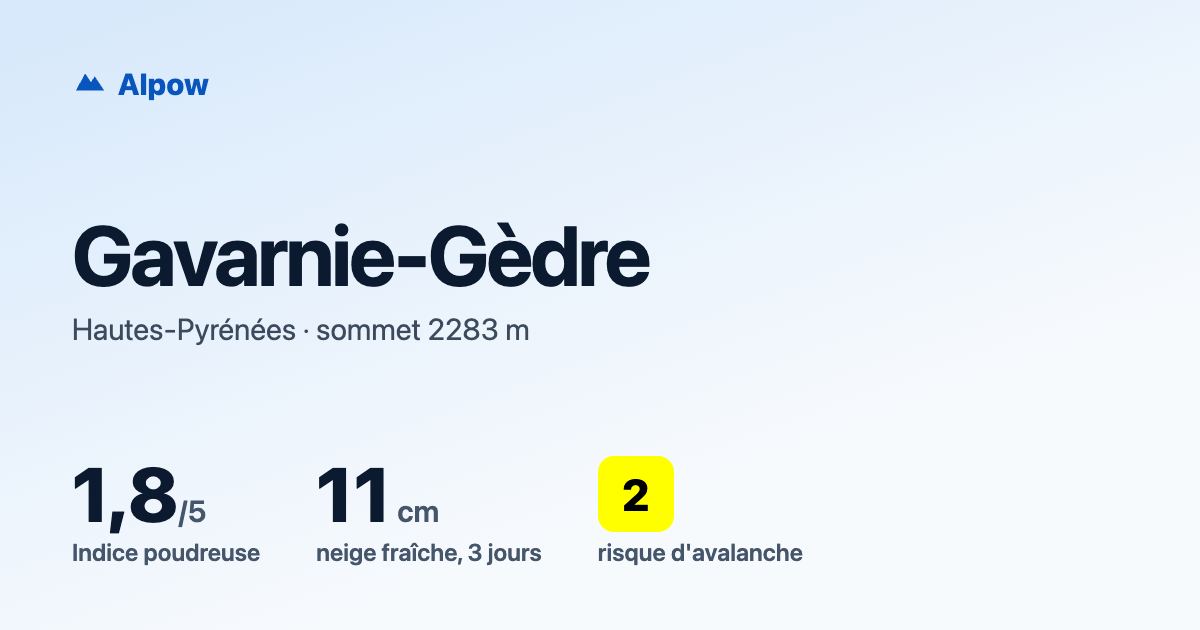 Alpow
Gavarnie-Gèdre
Hautes-Pyrénées · sommet 2283 m
1,8/5
Indice poudreuse
11 cm
neige fraîche, 3 jours
2
risque d'avalanche